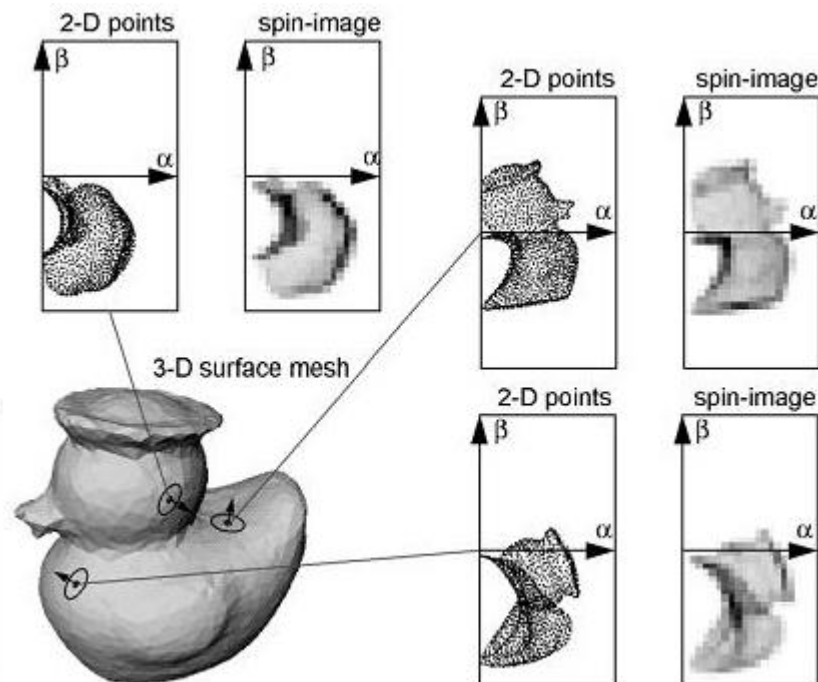 2-D points spin-image
β β
α α
2-D points spin-image
β β
α α
3-D surface mesh
2-D points spin-image
β β
α α